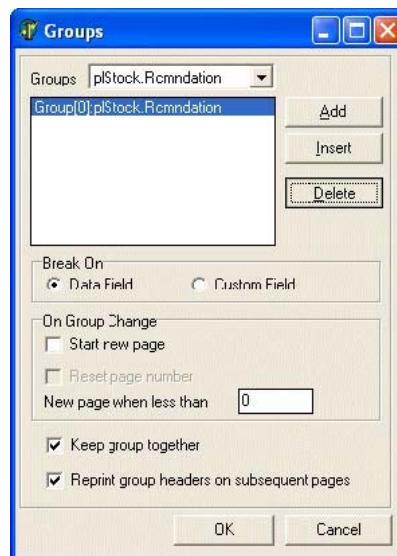 Groups
Groups plStock.Rcmndation
Group[0]:plStock.Rcmndation
Add
Insert
Delete
Break On
Data Field
Custom Field
On Group Change
Start new page
Reset page number
New page when less than 0
Keep group together
Reprint group headers on subsequent pages
OK
Cancel